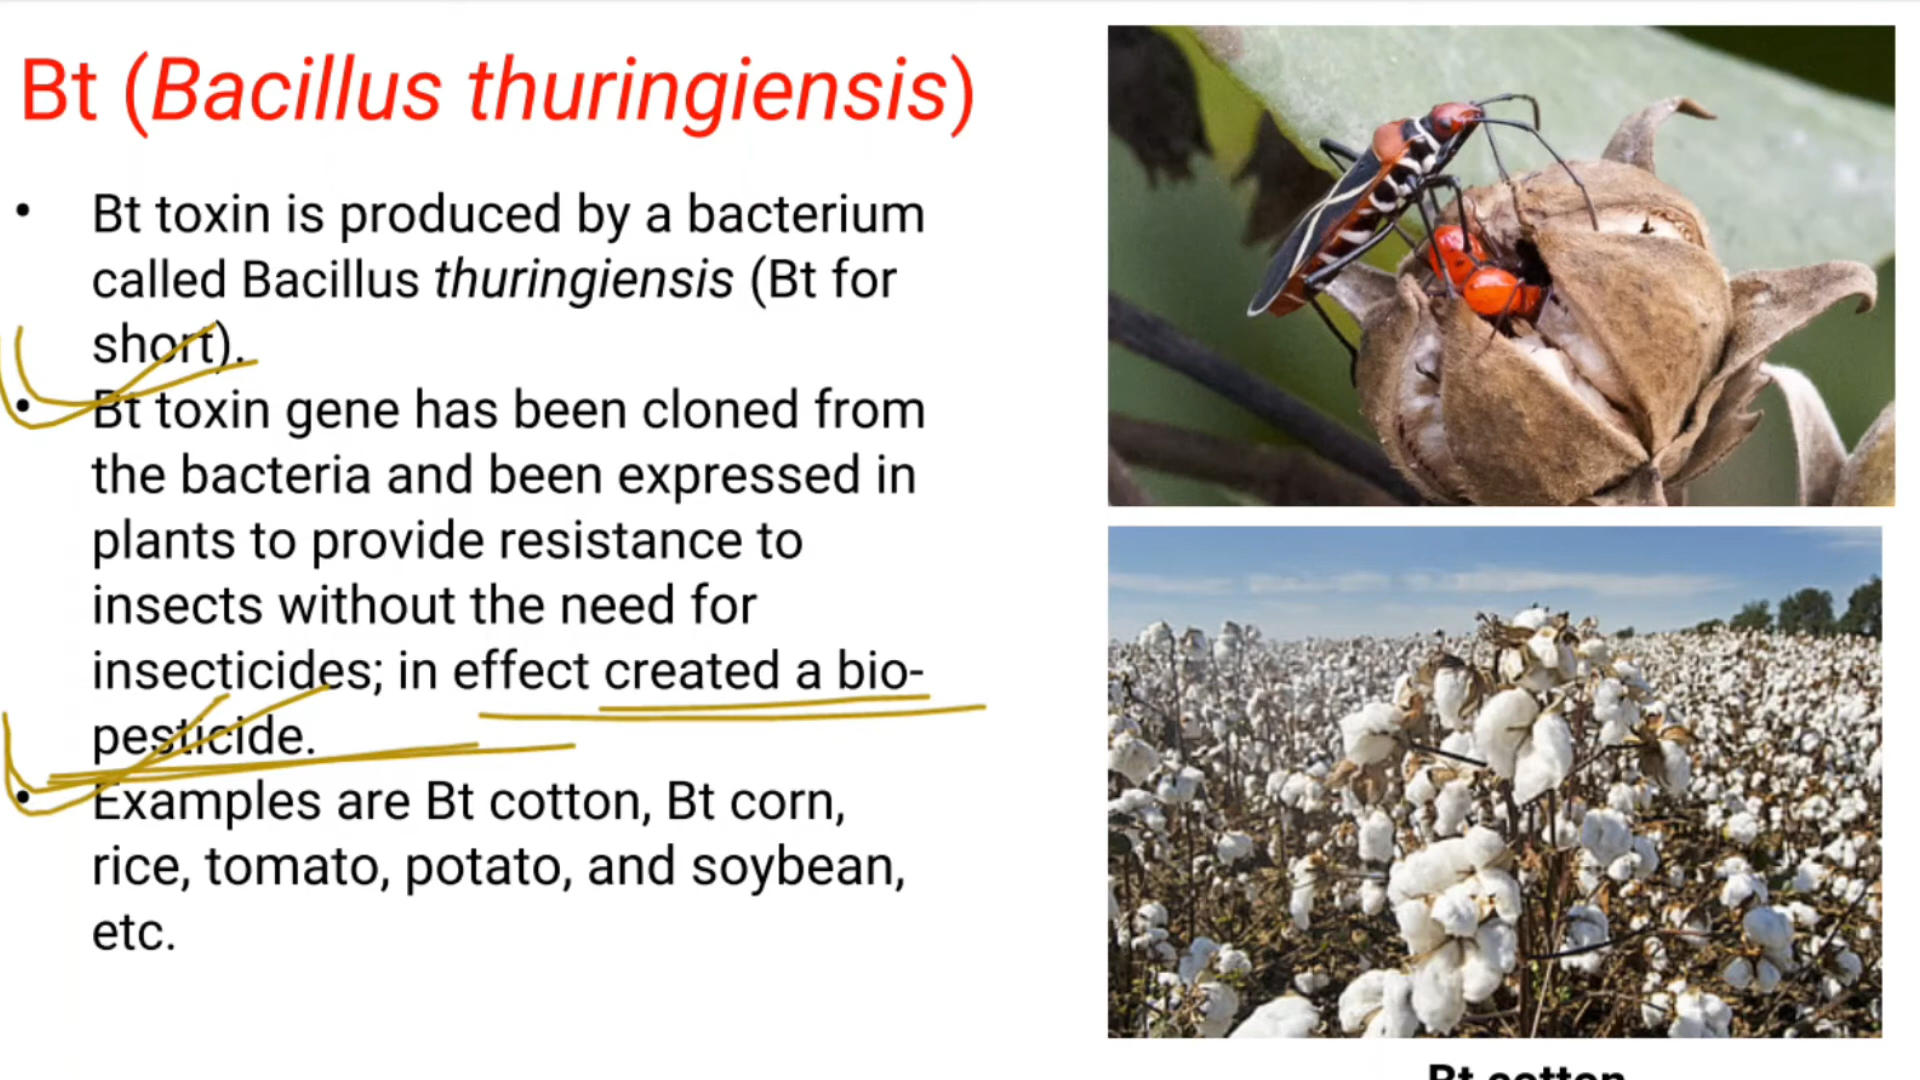 Bt (Bacillus thuringiensis)
• Bt toxin is produced by a bacterium
called Bacillus thuringiensis (Bt for
short).
• Bt toxin gene has been cloned from
the bacteria and been expressed in
plants to provide resistance to
insects without the need for
insecticides; in effect created a bio-
pesticide.
• Examples are Bt cotton, Bt corn,
rice, tomato, potato, and soybean,
etc.
Bt cotton